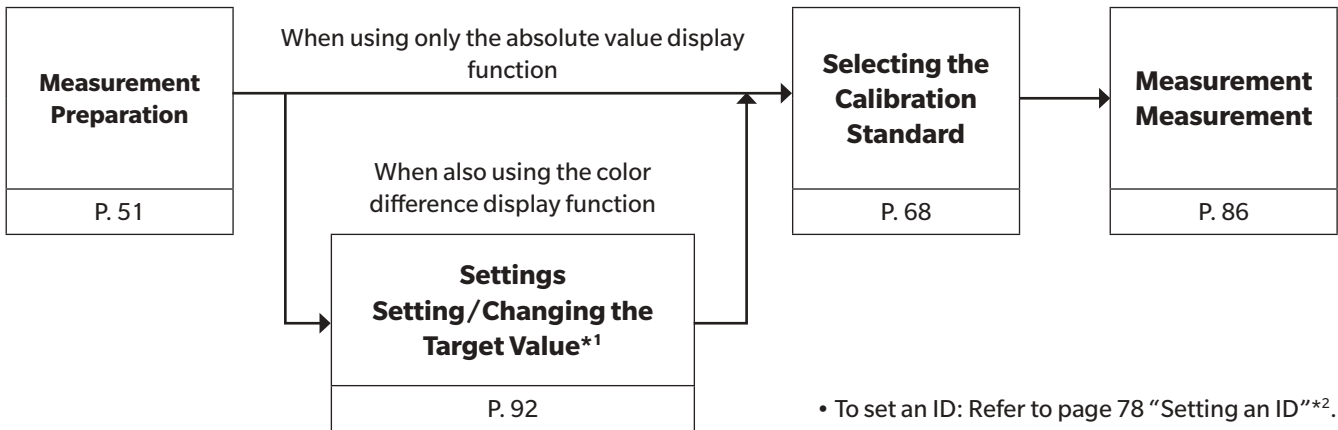 Measurement
Preparation
P. 51
When using only the absolute value display
function
When also using the color
difference display function
Settings
Setting/Changing the
Target Value*1
P. 92
Selecting the
Calibration
Standard
P. 68
Measurement
Measurement
P. 86
• To set an ID: Refer to page 78 “Setting an ID”*2.